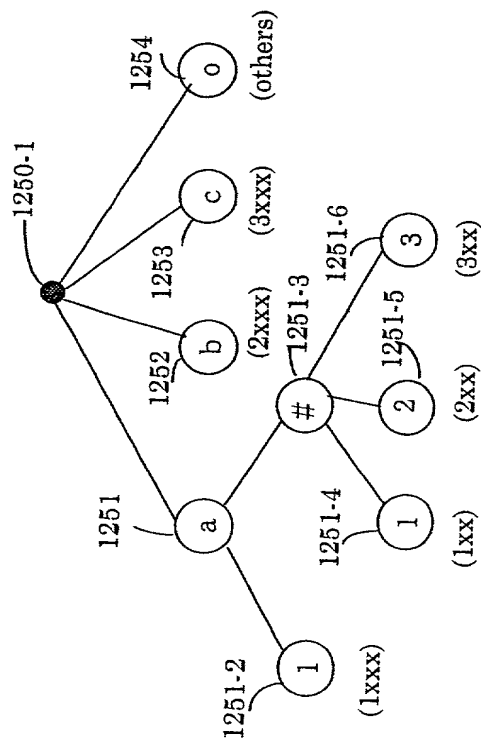 1250-1
1251
a
1252
b
(2xxx)
1253
c
(3xxx)
1254
o
(others)
1251-2
1
(1xxx)
1251-3
#
1251-4
1
(1xx)
1251-5
2
(2xx)
1251-6
3
(3xx)